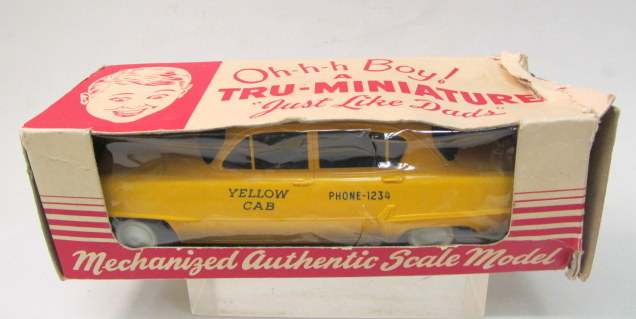 Oh-h-h Boy!
A
TRU-MINIATURE
"Just Like Dads"
YELLOW
CAB
PHONE-1234
Mechanized Authentic Scale Model